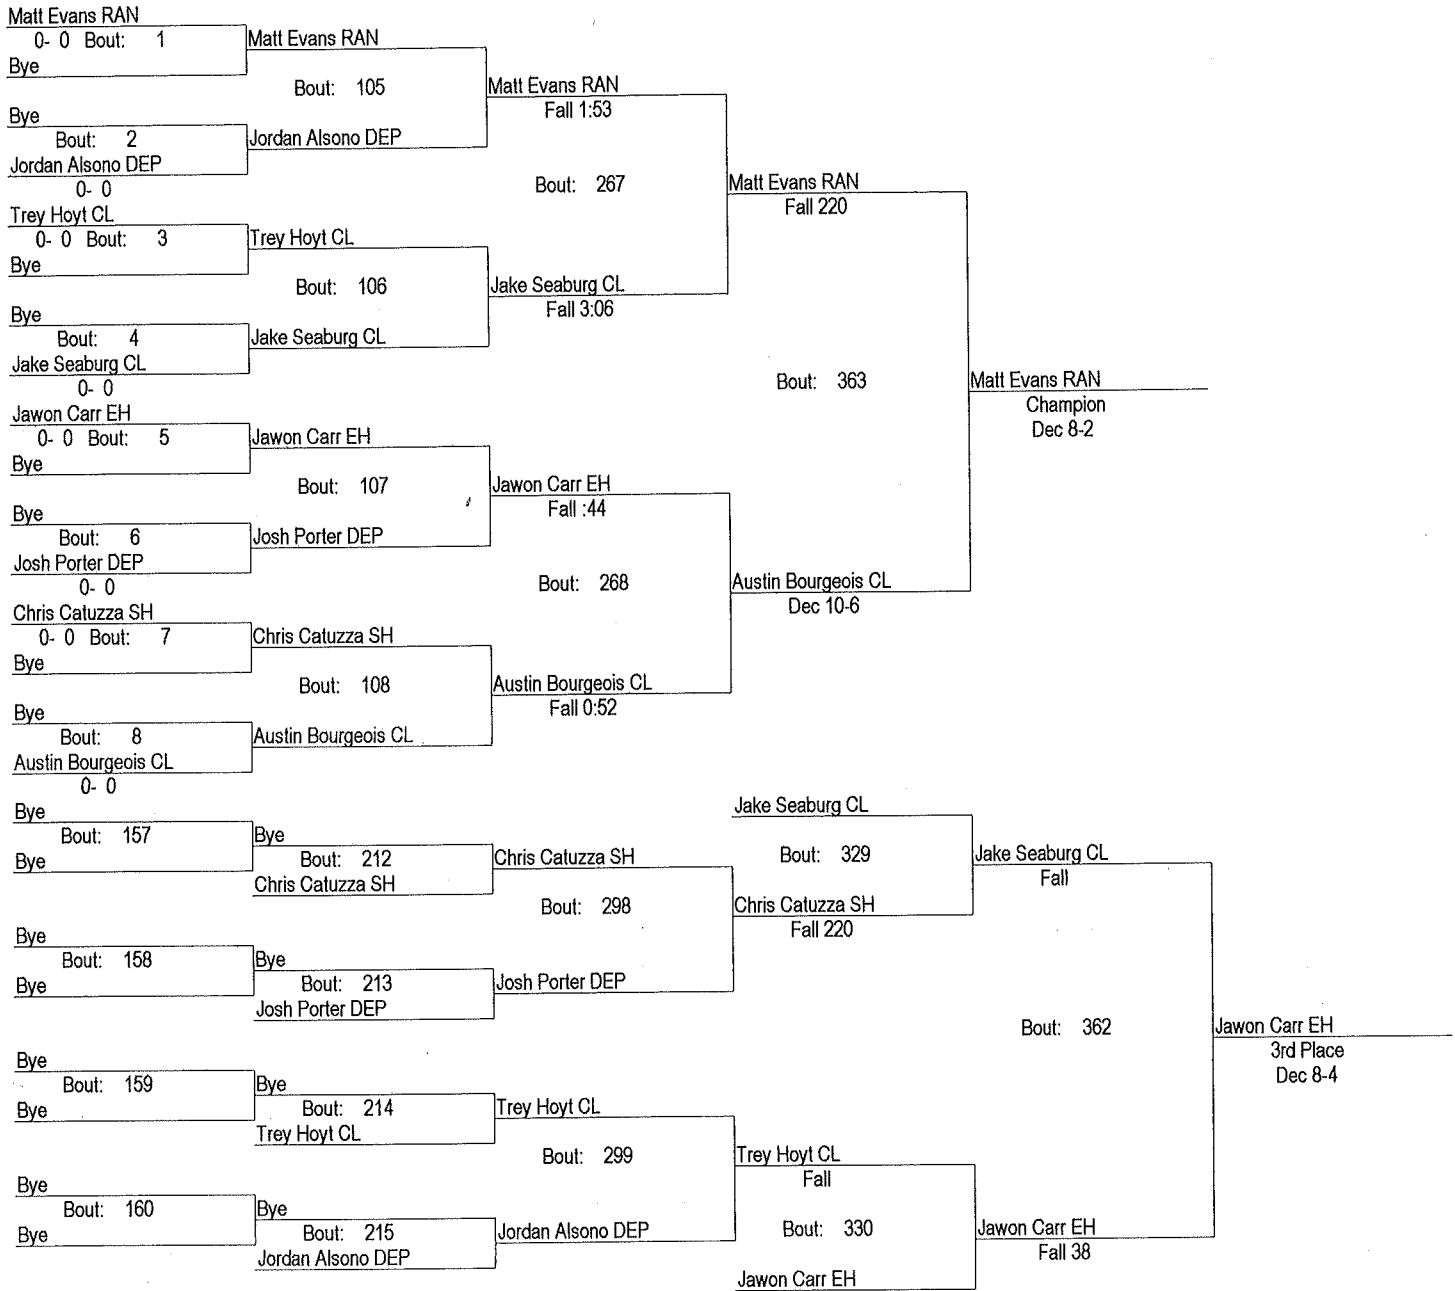 Matt Evans RAN
0- 0 Bout: 1
Bye
Matt Evans RAN
Bout: 105
Bye
Bout: 2
Jordan Alsono DEP
0- 0
Jordan Alsono DEP
Matt Evans RAN
Fall 1:53
Bout: 267
Trey Hoyt CL
0- 0 Bout: 3
Bye
Trey Hoyt CL
Bout: 106
Bye
Bout: 4
Jake Seaburg CL
0- 0
Jake Seaburg CL
Jake Seaburg CL
Fall 3:06
Matt Evans RAN
Fall 220
Bout: 363
Jawon Carr EH
0- 0 Bout: 5
Bye
Jawon Carr EH
Bout: 107
Bye
Bout: 6
Josh Porter DEP
0- 0
Josh Porter DEP
Jawon Carr EH
Fall :44
Bout: 268
Chris Catuzza SH
0- 0 Bout: 7
Bye
Chris Catuzza SH
Bout: 108
Bye
Bout: 8
Austin Bourgeois CL
0- 0
Austin Bourgeois CL
Austin Bourgeois CL
Fall 0:52
Austin Bourgeois CL
Dec 10-6
Matt Evans RAN
Champion
Dec 8-2
Bye
Bout: 157
Bye
Bye
Bout: 212
Chris Catuzza SH
Chris Catuzza SH
Bout: 298
Bye
Bout: 158
Bye
Bye
Bout: 213
Josh Porter DEP
Josh Porter DEP
Jake Seaburg CL
Bout: 329
Chris Catuzza SH
Fall 220
Jake Seaburg CL
Fall
Bout: 362
Bye
Bout: 159
Bye
Bye
Bout: 214
Trey Hoyt CL
Trey Hoyt CL
Bout: 299
Bye
Bout: 160
Bye
Bye
Bout: 215
Jordan Alsono DEP
Jordan Alsono DEP
Trey Hoyt CL
Fall
Bout: 330
Jawon Carr EH
Jawon Carr EH
Fall 38
Jawon Carr EH
3rd Place
Dec 8-4